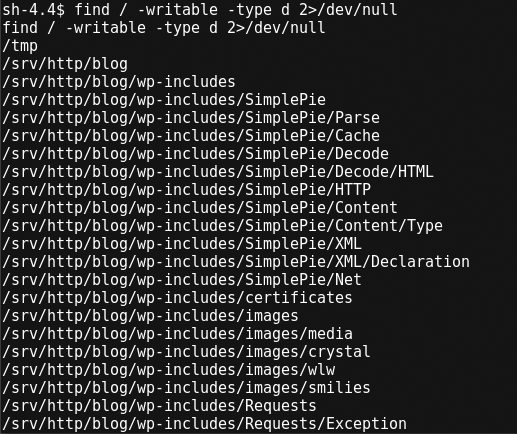 sh-4.4$ find / -writable -type d 2>/dev/null
find / -writable -type d 2>/dev/null
/tmp
/srv/http/blog
/srv/http/blog/wp-includes
/srv/http/blog/wp-includes/SimplePie
/srv/http/blog/wp-includes/SimplePie/Parse
/srv/http/blog/wp-includes/SimplePie/Cache
/srv/http/blog/wp-includes/SimplePie/Decode
/srv/http/blog/wp-includes/SimplePie/Decode/HTML
/srv/http/blog/wp-includes/SimplePie/HTTP
/srv/http/blog/wp-includes/SimplePie/Content
/srv/http/blog/wp-includes/SimplePie/Content/Type
/srv/http/blog/wp-includes/SimplePie/XML
/srv/http/blog/wp-includes/SimplePie/XML/Declaration
/srv/http/blog/wp-includes/SimplePie/Net
/srv/http/blog/wp-includes/certificates
/srv/http/blog/wp-includes/images
/srv/http/blog/wp-includes/images/media
/srv/http/blog/wp-includes/images/crystal
/srv/http/blog/wp-includes/images/wlw
/srv/http/blog/wp-includes/images/smilies
/srv/http/blog/wp-includes/Requests
/srv/http/blog/wp-includes/Requests/Exception